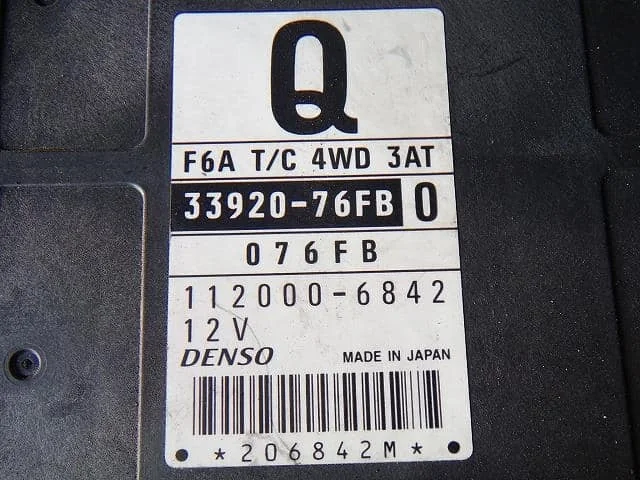 Q
F6A T/C 4WD 3AT
33920-76FB 0
076FB
112000-6842
12V
DENSO MADE IN JAPAN
*206842M*